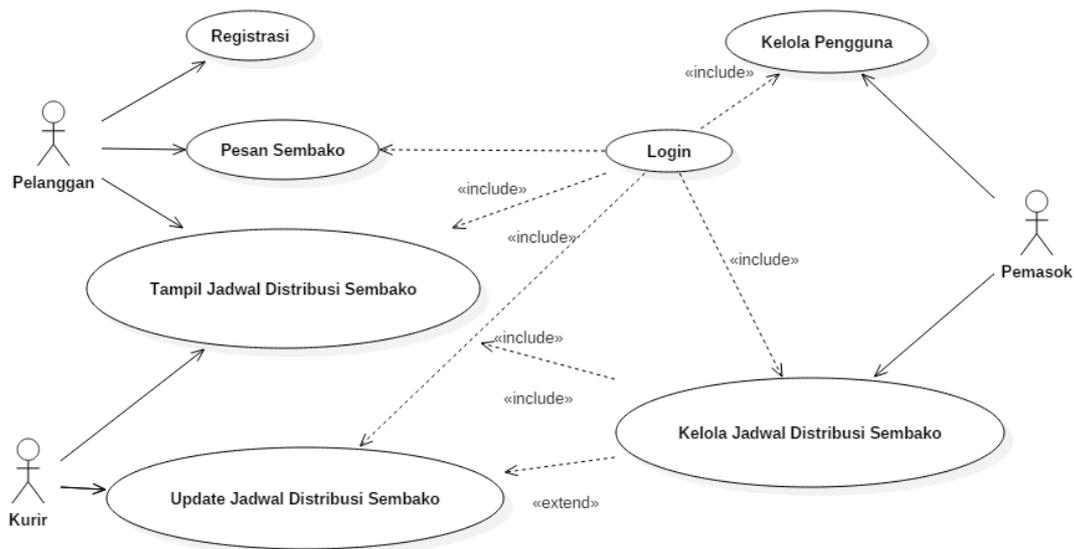 Registrasi
Kelola Pengguna
«include»
Pesan Sembako
Login
Pelanggan
«include»
«include»
«include»
Pemasok
Tampil Jadwal Distribusi Sembako
«include»
«include»
Kelola Jadwal Distribusi Sembako
Update Jadwal Distribusi Sembako
«extend»
Kurir